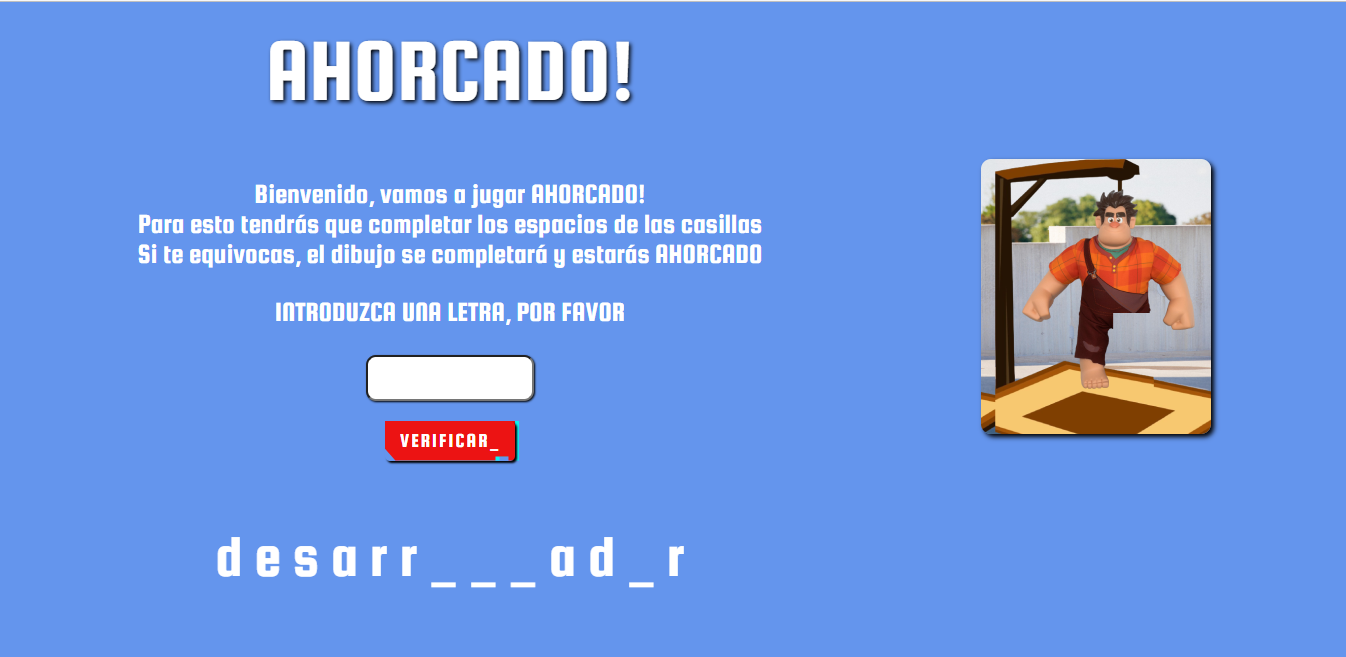 AHORCADO!
Bienvenido, vamos a jugar AHORCADO!
Para esto tendrás que completar los espacios de las casillas
Si te equivocas, el dibujo se completará y estarás AHORCADO
INTRODUZCA UNA LETRA, POR FAVOR
VERIFICAR_
d e s a r r _ _ _ a d _ r